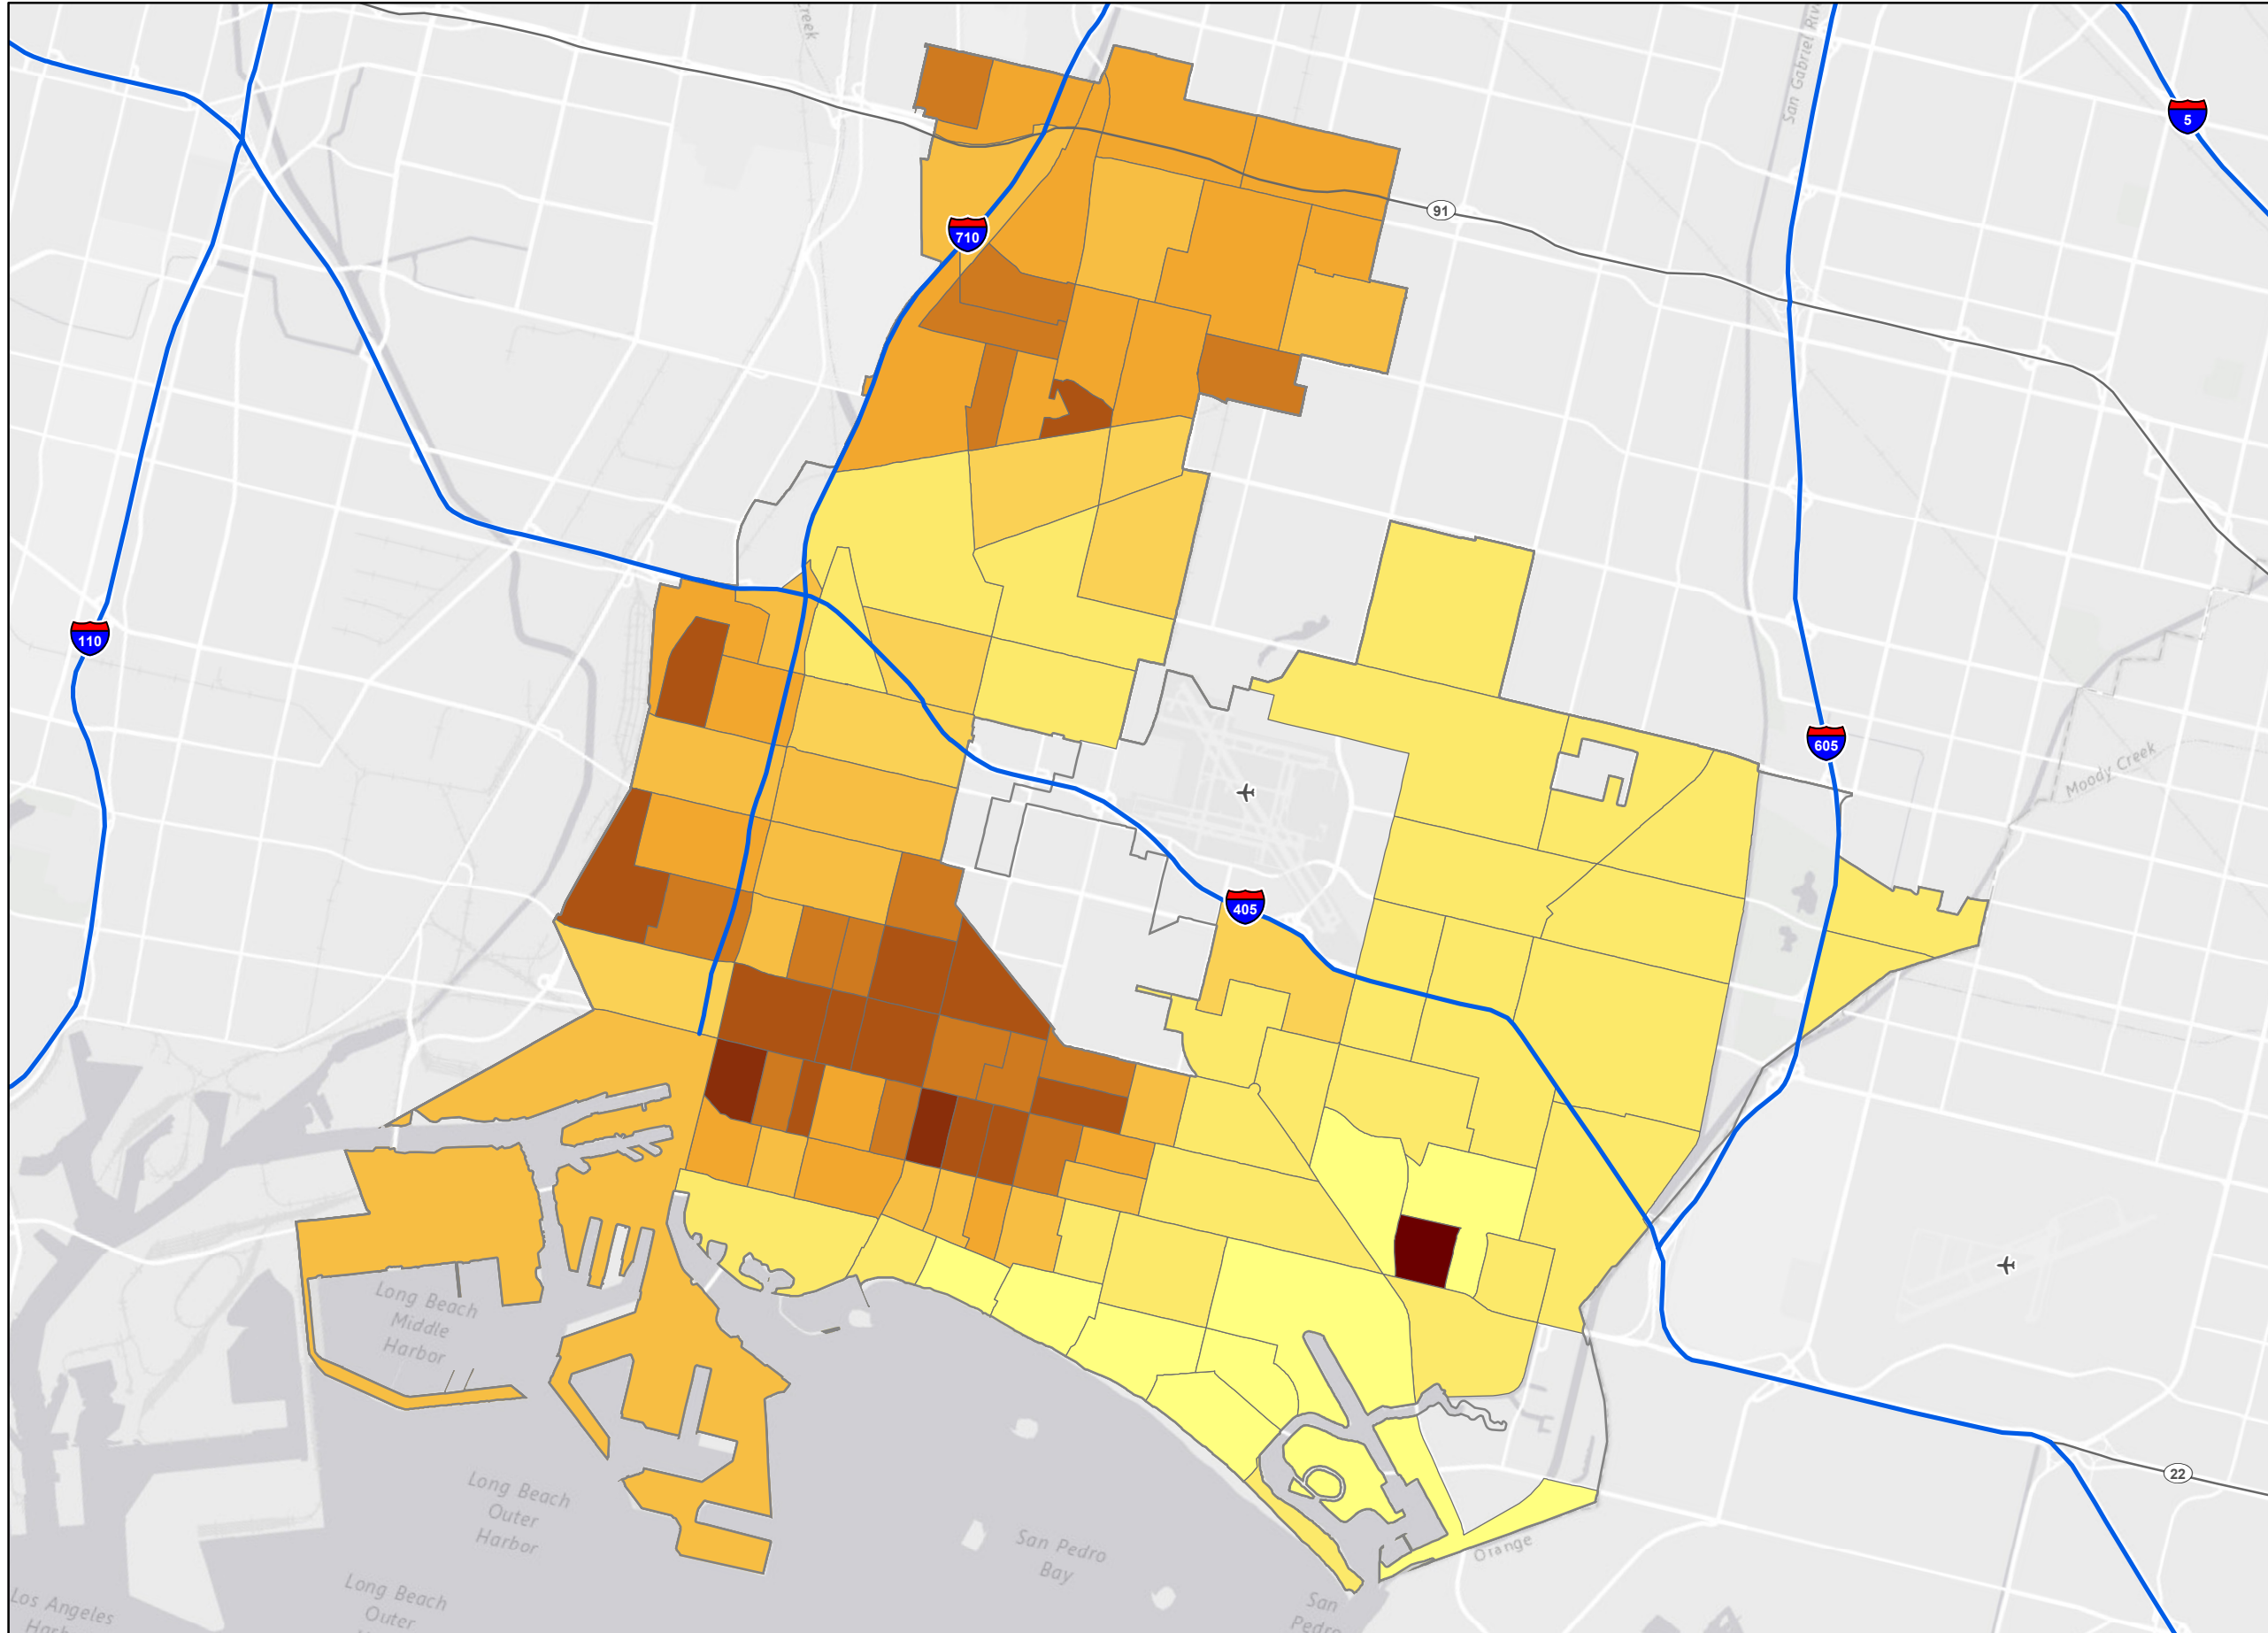 Creek
San Gabriel Riv
5
91
710
110
605
Moody Creek
405
Long Beach
Middle
Harbor
Long Beach
Outer
Harbor
22
San Pedro
Bay
Orange
Los Angeles
Long Beach
Outer
San
Pedro